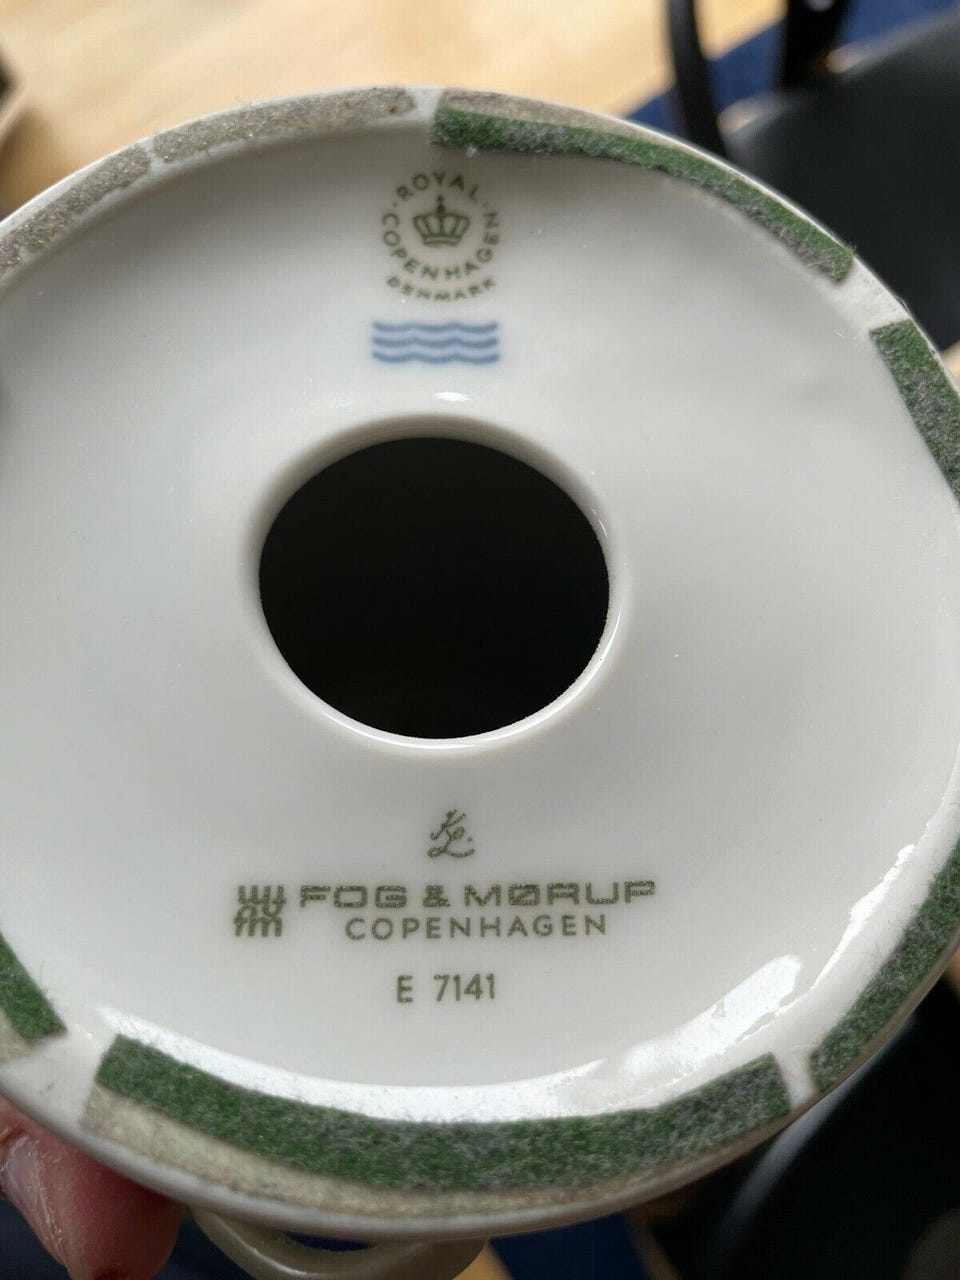 ROYAL
COPENHAGEN
DENMARK
FOG & MØRUP
COPENHAGEN
E 7141